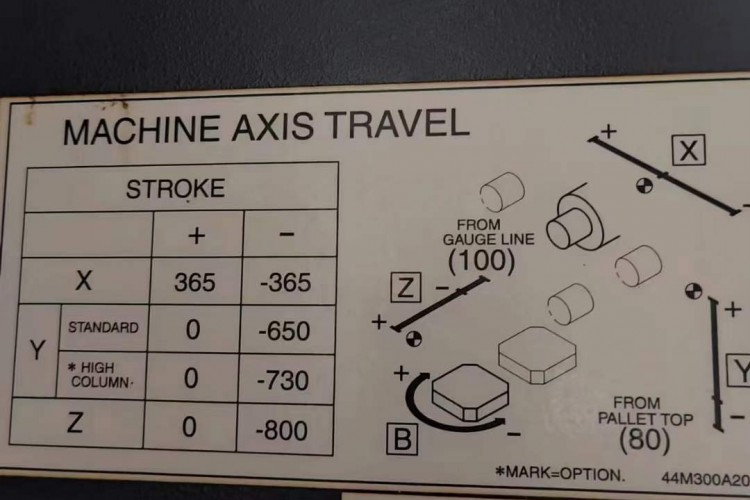 MACHINE AXIS TRAVEL
STROKE
+ −
X 365 -365
Y STANDARD 0 -650
* HIGH
COLUMN· 0 -730
Z 0 -800
+ X −
FROM
GAUGE LINE
(100)
Z −
+
+
B −
+
Y
−
FROM
PALLET TOP
(80)
*MARK=OPTION. 44M300A20